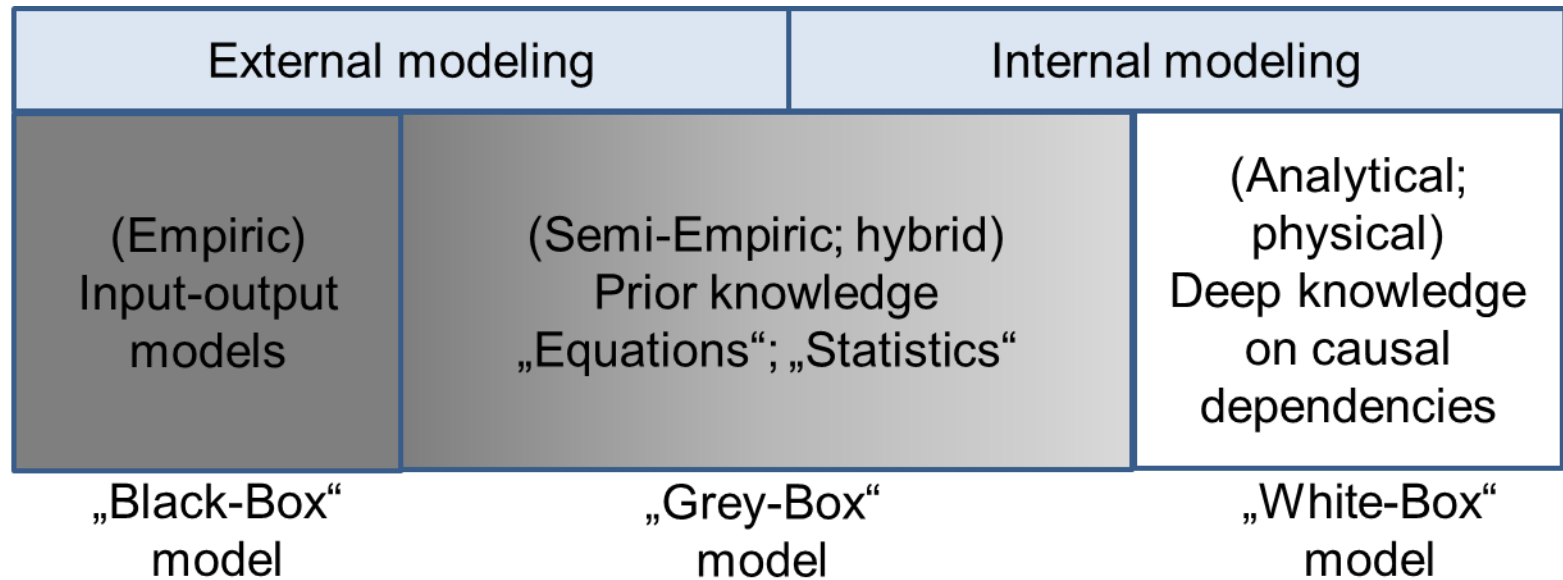 External modeling
Internal modeling
(Empiric)
Input-output
models
(Semi-Empiric; hybrid)
Prior knowledge
„Equations“; „Statistics“
(Analytical;
physical)
Deep knowledge
on causal
dependencies
„Black-Box“
model
„Grey-Box“
model
„White-Box“
model